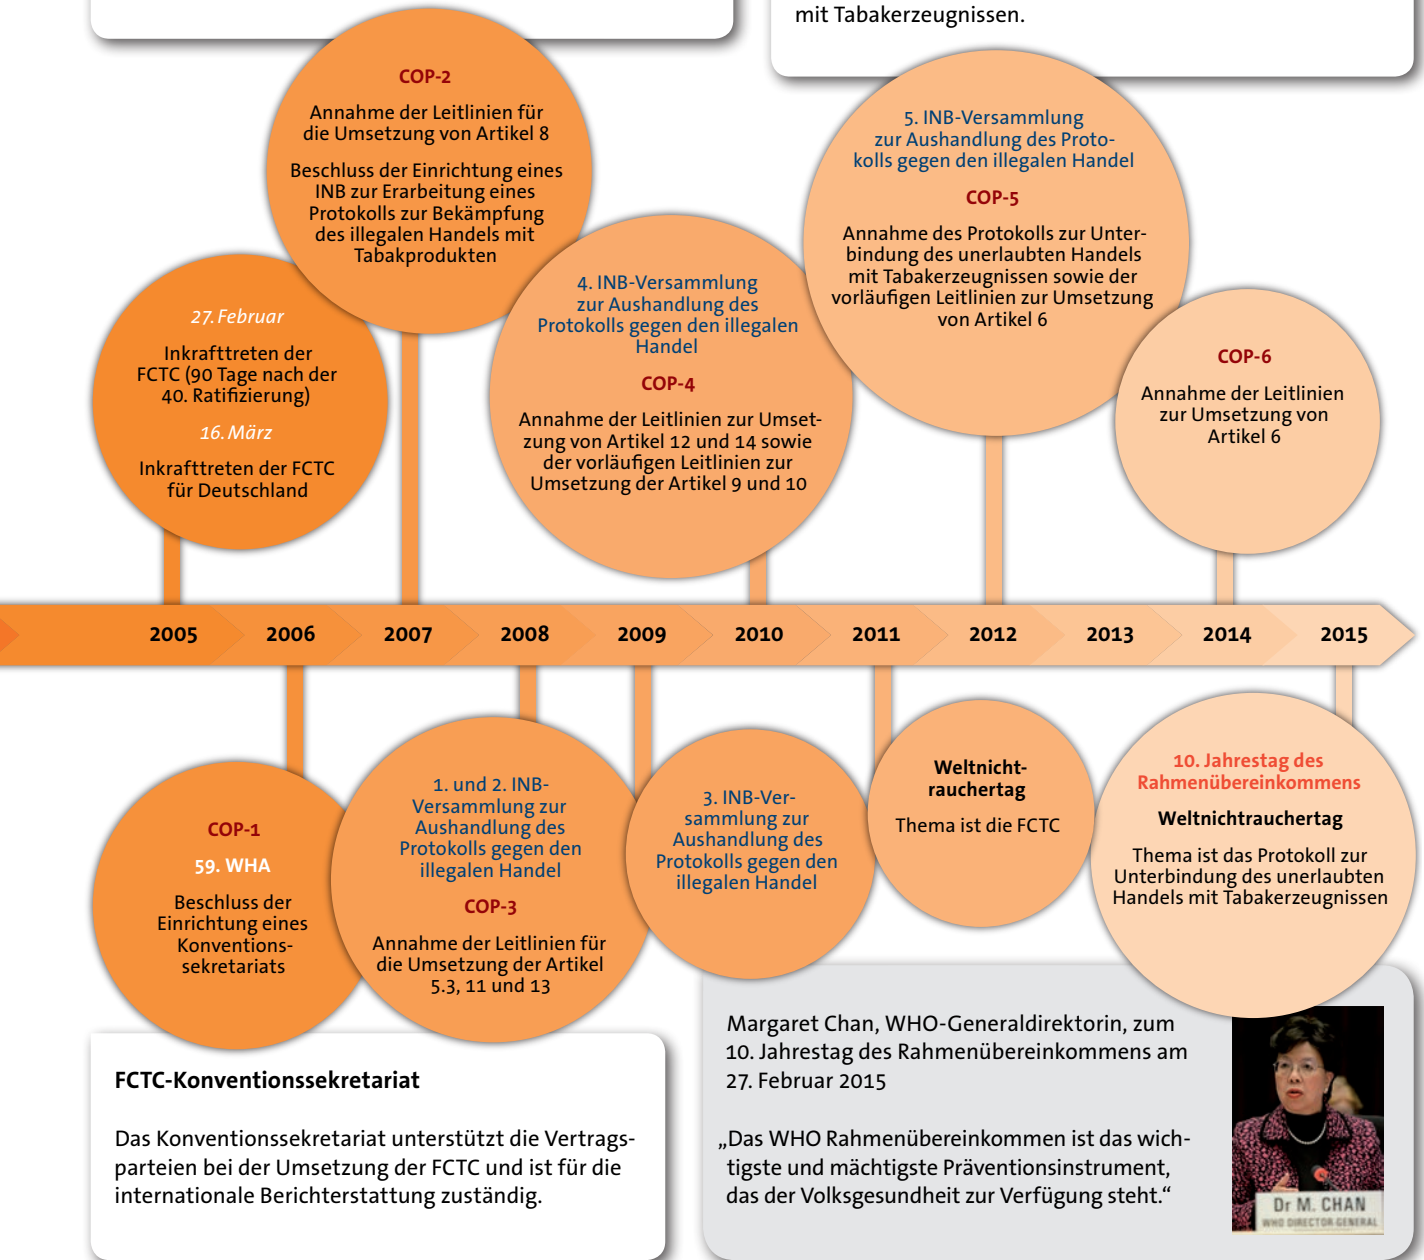 mit Tabakerzeugnissen.
COP-2
Annahme der Leitlinien für
die Umsetzung von Artikel 8
Beschluss der Einrichtung eines
INB zur Erarbeitung eines
Protokolls zur Bekämpfung
des illegalen Handels mit
Tabakprodukten
5. INB-Versammlung
zur Aushandlung des Proto-
kolls gegen den illegalen Handel
COP-5
Annahme des Protokolls zur Unter-
bindung des unerlaubten Handels
mit Tabakerzeugnissen sowie der
vorläufigen Leitlinien zur Umsetzung
von Artikel 6
27. Februar
Inkrafttreten der
FCTC (90 Tage nach der
40. Ratifizierung)
16. März
Inkrafttreten der FCTC
für Deutschland
4. INB-Versammlung
zur Aushandlung des
Protokolls gegen den illegalen
Handel
COP-4
Annahme der Leitlinien zur Umset-
zung von Artikel 12 und 14 sowie
der vorläufigen Leitlinien zur
Umsetzung der Artikel 9 und 10
COP-6
Annahme der Leitlinien
zur Umsetzung von
Artikel 6
2005 2006 2007 2008 2009 2010 2011 2012 2013 2014 2015
COP-1
59. WHA
Beschluss der
Einrichtung eines
Konventions-
sekretariats
1. und 2. INB-
Versammlung zur
Aushandlung des
Protokolls gegen den
illegalen Handel
COP-3
Annahme der Leitlinien für
die Umsetzung der Artikel
5.3, 11 und 13
3. INB-Ver-
sammlung zur
Aushandlung des
Protokolls gegen den
illegalen Handel
Weltnicht-
rauchertag
Thema ist die FCTC
10. Jahrestag des
Rahmenübereinkommens
Weltnichtrauchertag
Thema ist das Protokoll zur
Unterbindung des unerlaubten
Handels mit Tabakerzeugnissen
FCTC-Konventionssekretariat
Das Konventionssekretariat unterstützt die Vertrags-
parteien bei der Umsetzung der FCTC und ist für die
internationale Berichterstattung zuständig.
Margaret Chan, WHO-Generaldirektorin, zum
10. Jahrestag des Rahmenübereinkommens am
27. Februar 2015
„Das WHO Rahmenübereinkommen ist das wich-
tigste und mächtigste Präventionsinstrument,
das der Volksgesundheit zur Verfügung steht.“
Dr M. CHAN
WHO DIRECTOR-GENERAL